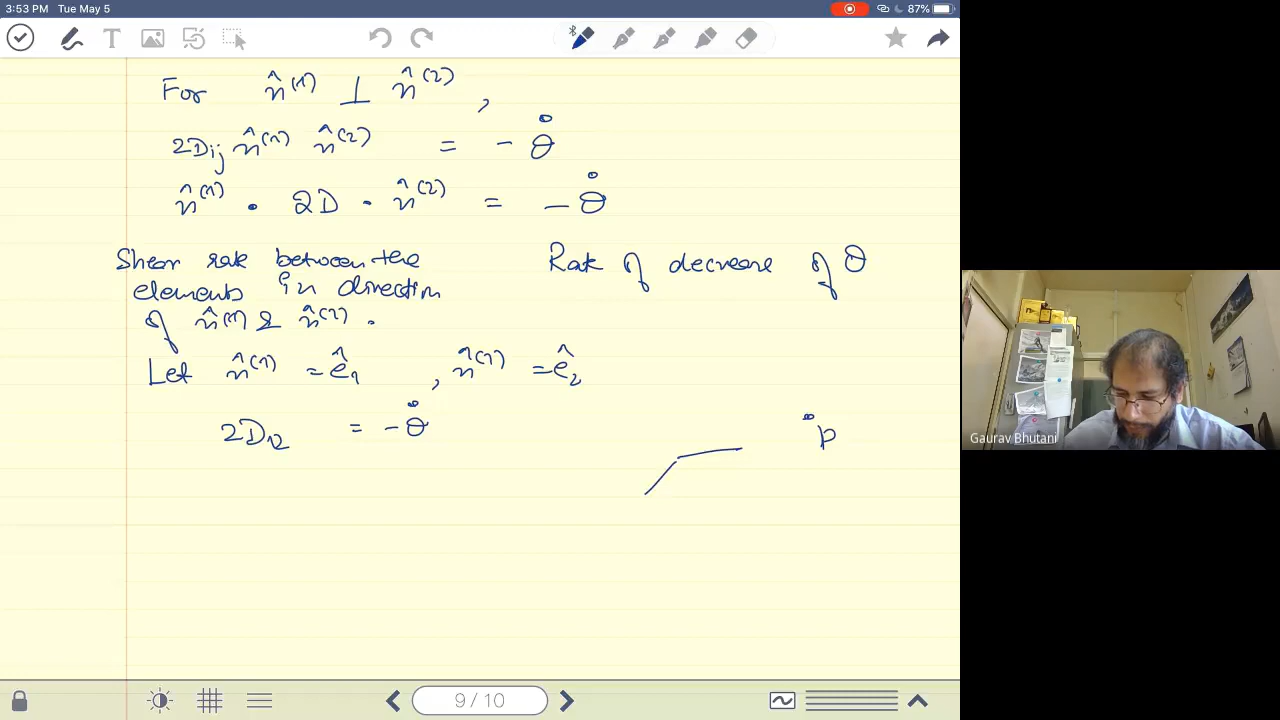 3:53 PM Tue May 5
87%
For n̂⁽¹⁾ ⊥ n̂⁽²⁾ ,
2Dij n̂⁽¹⁾ n̂⁽²⁾ = - θ̇
n̂⁽¹⁾ · 2D · n̂⁽²⁾ = - θ̇
Shear rate between the
elements in direction
of n̂⁽¹⁾ & n̂⁽²⁾ .
Rate of decrease of θ
Let n̂⁽¹⁾ = ê₁ , n̂⁽²⁾ = ê₂
2D₁₂ = - θ̇
p
9 / 10
Gaurav Bhutani